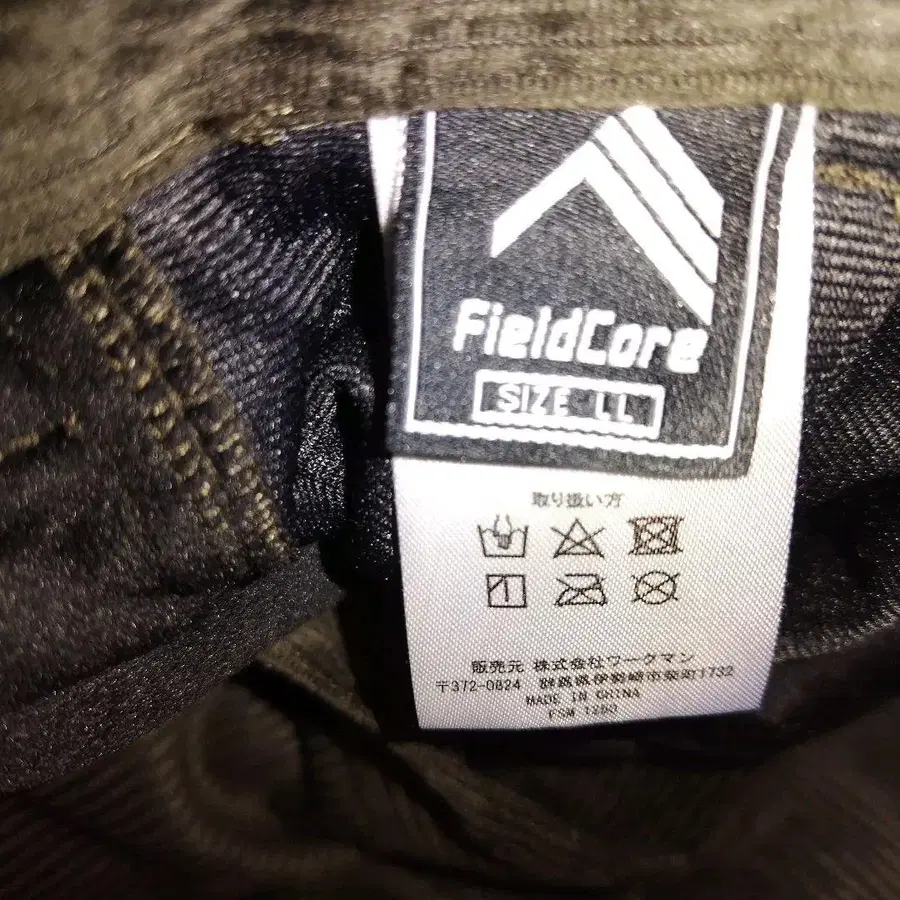 FieldCore
SIZE LL
取り扱い方
販売元 株式会社ワークマン
〒372-0824 群馬県伊勢崎市柴町1732
MADE IN CHINA